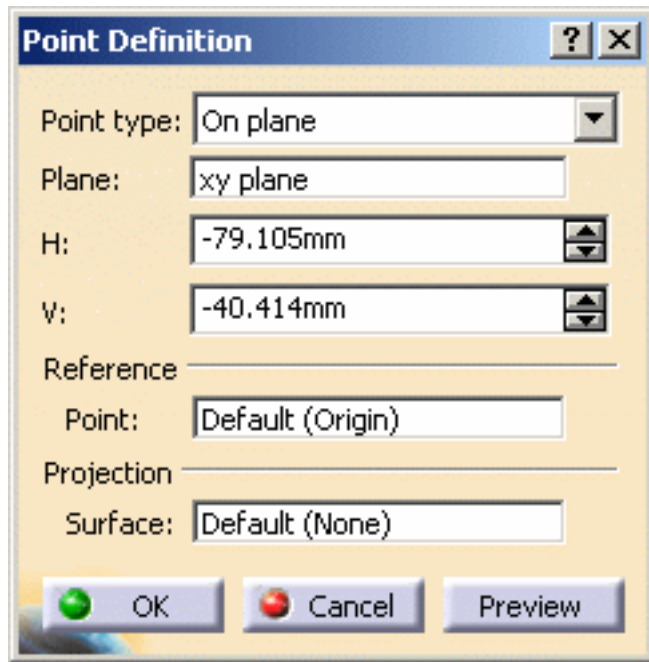 Point Definition ? X
Point type: On plane
Plane: xy plane
H: -79.105mm
V: -40.414mm
Reference
Point: Default (Origin)
Projection
Surface: Default (None)
OK Cancel Preview